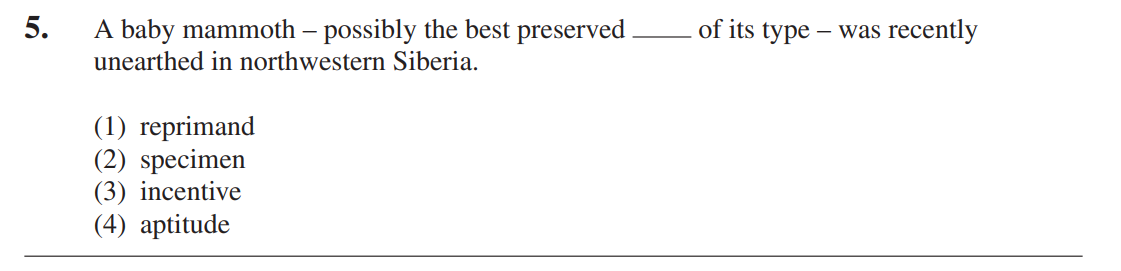 5. A baby mammoth – possibly the best preserved ____ of its type – was recently
unearthed in northwestern Siberia.
(1) reprimand
(2) specimen
(3) incentive
(4) aptitude